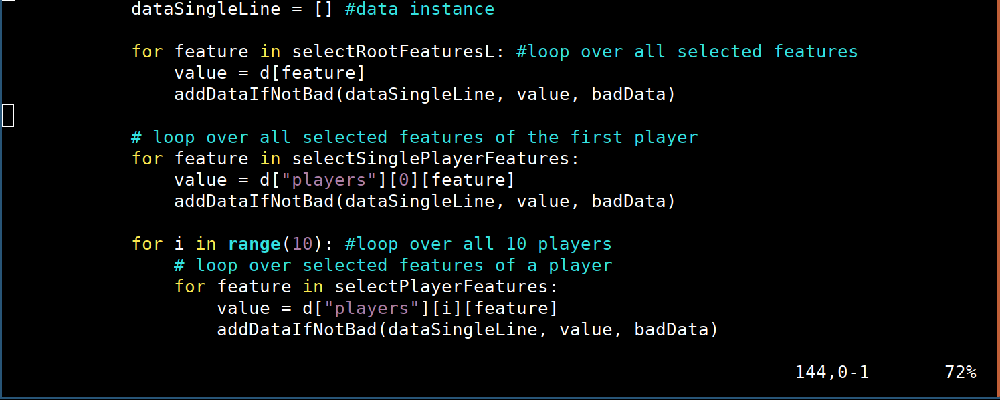 dataSingleLine = [] #data instance
for feature in selectRootFeaturesL: #loop over all selected features
value = d[feature]
addDataIfNotBad(dataSingleLine, value, badData)
# loop over all selected features of the first player
for feature in selectSinglePlayerFeatures:
value = d["players"][0][feature]
addDataIfNotBad(dataSingleLine, value, badData)
for i in range(10): #loop over all 10 players
# loop over selected features of a player
for feature in selectPlayerFeatures:
value = d["players"][i][feature]
addDataIfNotBad(dataSingleLine, value, badData)
144,0-1 72%